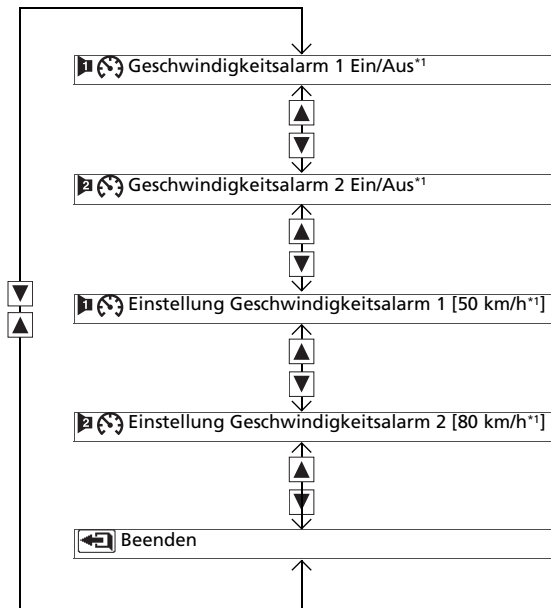 Geschwindigkeitsalarm 1 Ein/Aus*1
Geschwindigkeitsalarm 2 Ein/Aus*1
Einstellung Geschwindigkeitsalarm 1 [50 km/h*1]
Einstellung Geschwindigkeitsalarm 2 [80 km/h*1]
Beenden